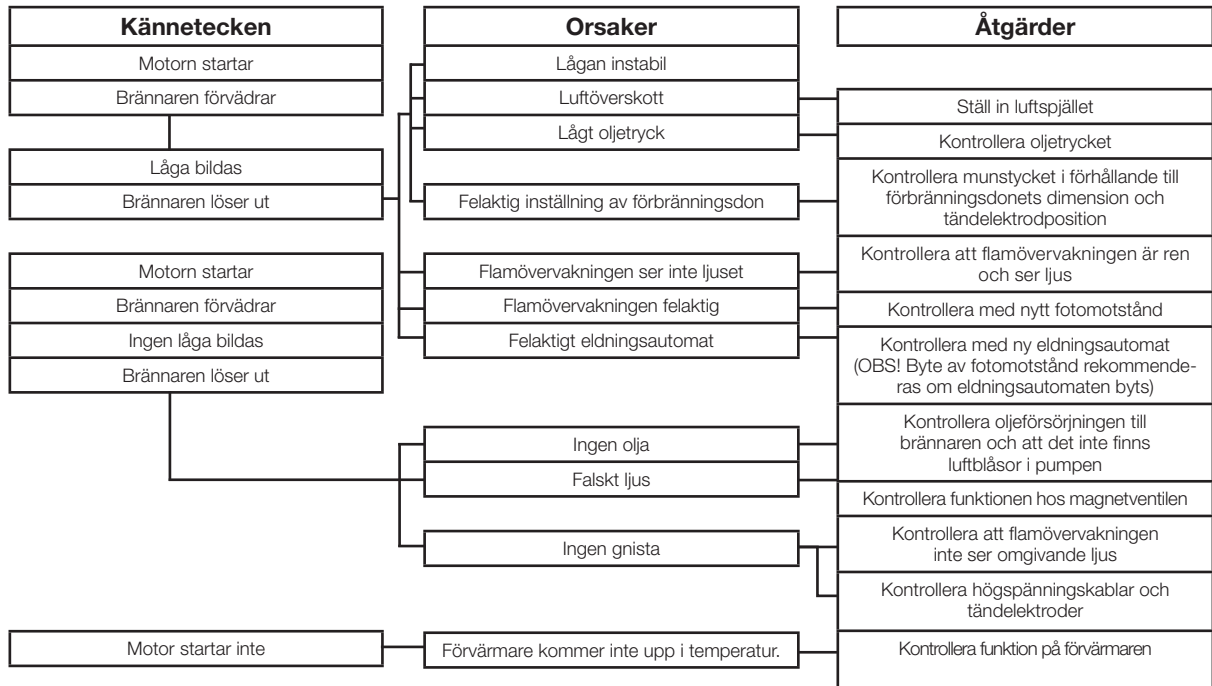 Kännetecken
Motorn startar
Brännaren förvädrar
Låga bildas
Brännaren löser ut
Motorn startar
Brännaren förvädrar
Ingen låga bildas
Brännaren löser ut
Motor startar inte
Orsaker
Lågan instabil
Luftöverskott
Lågt oljetryck
Felaktig inställning av förbränningsdon
Flamövervakningen ser inte ljuset
Flamövervakningen felaktig
Felaktigt eldningsautomat
Ingen olja
Falskt ljus
Ingen gnista
Förvärmare kommer inte upp i temperatur.
Åtgärder
Ställ in luftspjället
Kontrollera oljetrycket
Kontrollera munstycket i förhållande till
förbränningsdonets dimension och
tändelektrodposition
Kontrollera att flamövervakningen är ren
och ser ljus
Kontrollera med nytt fotomotstånd
Kontrollera med ny eldningsautomat
(OBS! Byte av fotomotstånd rekommende-
ras om eldningsautomaten byts)
Kontrollera oljeförsörjningen till
brännaren och att det inte finns
luftblåsor i pumpen
Kontrollera funktionen hos magnetventilen
Kontrollera att flamövervakningen
inte ser omgivande ljus
Kontrollera högspänningskablar och
tändelektroder
Kontrollera funktion på förvärmaren